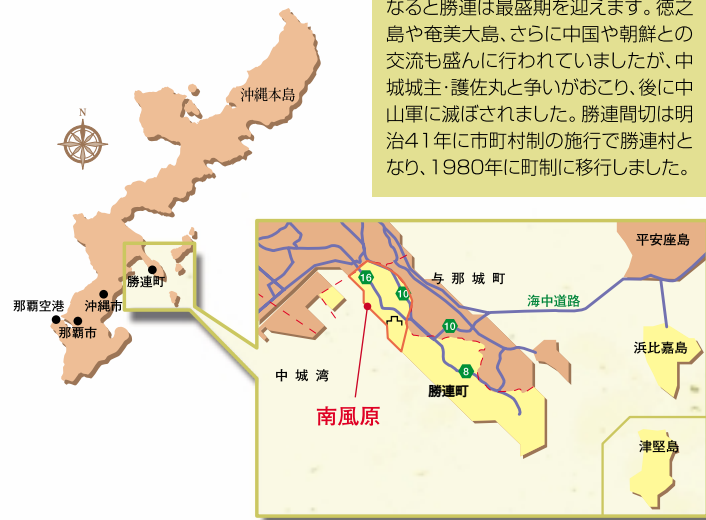 なると勝連は最盛期を迎えます。徳之
島や奄美大島、さらに中国や朝鮮との
交流も盛んに行われていましたが、中
城城主・護佐丸と争いがおこり、後に中
山軍に滅ぼされました。勝連間切は明
治41年に市町村制の施行で勝連村と
なり、1980年に町制に移行しました。
沖縄本島
N
勝連町
那覇空港
沖縄市
那覇市
平安座島
与那城町
16
10
海中道路
10
浜比嘉島
中城湾
8
勝連町
南風原
津堅島